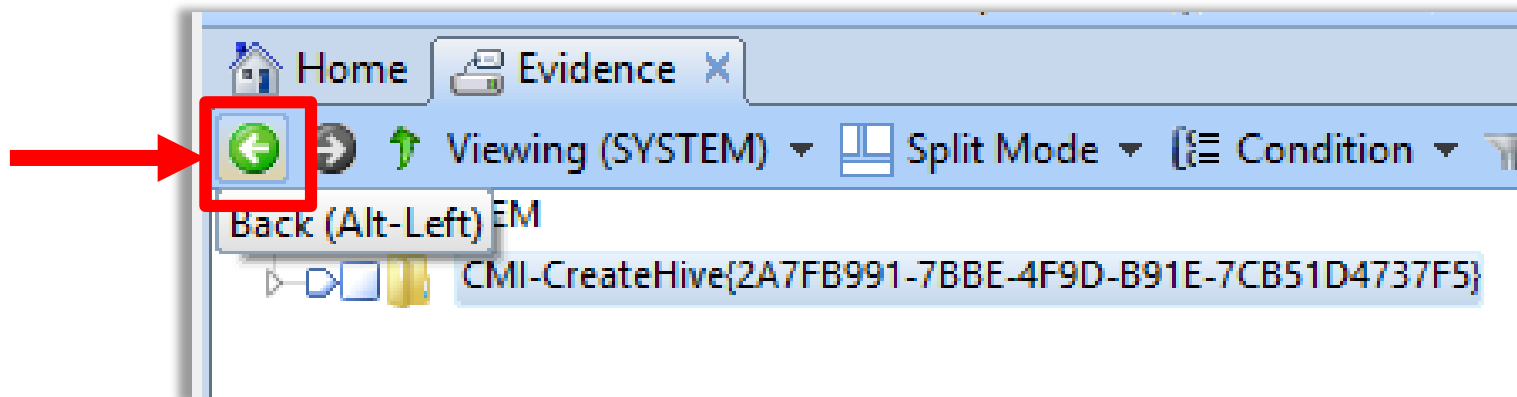 Home Evidence
Viewing (SYSTEM) Split Mode Condition
Back (Alt-Left) EM
CMI-CreateHive{2A7FB991-7BBE-4F9D-B91E-7CB51D4737F5}